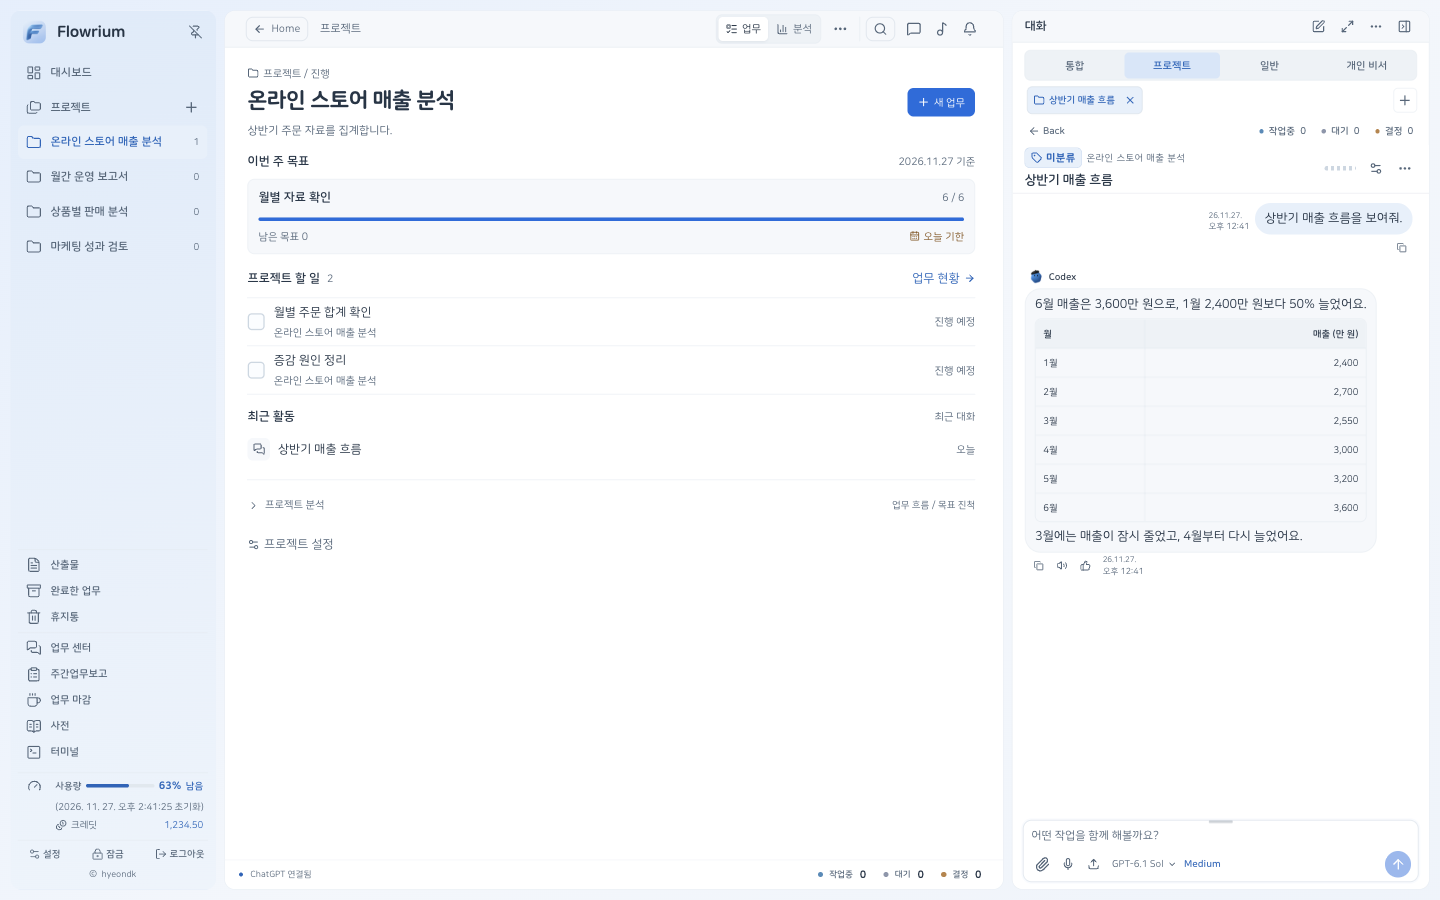 Flowrium
대시보드
프로젝트
온라인 스토어 매출 분석 1
월간 운영 보고서 0
상품별 판매 분석 0
마케팅 성과 검토 0
산출물
완료한 업무
휴지통
업무 센터
주간업무보고
업무 마감
사전
터미널
사용량 63% 남음
(2026. 11. 27. 오후 2:41:25 초기화)
크레딧 1,234.50
설정 잠금 로그아웃
© hyeondk
Home 프로젝트 업무 분석
프로젝트 / 진행
온라인 스토어 매출 분석
새 업무
상반기 주문 자료를 집계합니다.
이번 주 목표 2026.11.27 기준
월별 자료 확인 6 / 6
남은 목표 0 오늘 기한
프로젝트 할 일 2 업무 현황
월별 주문 합계 확인
온라인 스토어 매출 분석 진행 예정
증감 원인 정리
온라인 스토어 매출 분석 진행 예정
최근 활동 최근 대화
상반기 매출 흐름 오늘
프로젝트 분석 업무 흐름 / 목표 진척
프로젝트 설정
ChatGPT 연결됨 작업중 0 대기 0 결정 0
대화
통합 프로젝트 일반 개인 비서
상반기 매출 흐름
Back 작업중 0 대기 0 결정 0
미분류 온라인 스토어 매출 분석
상반기 매출 흐름
26.11.27.
오후 12:41
상반기 매출 흐름을 보여줘.
Codex
6월 매출은 3,600만 원으로, 1월 2,400만 원보다 50% 늘었어요.
월 매출 (만 원)
1월 2,400
2월 2,700
3월 2,550
4월 3,000
5월 3,200
6월 3,600
3월에는 매출이 잠시 줄었고, 4월부터 다시 늘었어요.
26.11.27.
오후 12:41
어떤 작업을 함께 해볼까요?
GPT-6.1 Sol Medium